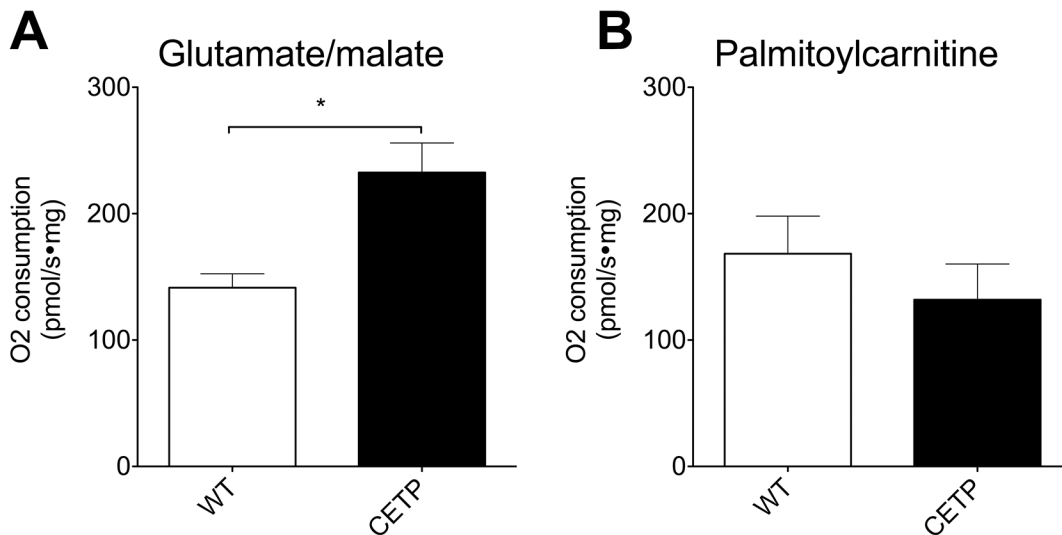 A
Glutamate/malate
O2 consumption
(pmol/s•mg)
300
200
100
0
*
WT
CETP
B
Palmitoylcarnitine
O2 consumption
(pmol/s•mg)
300
200
100
0
WT
CETP